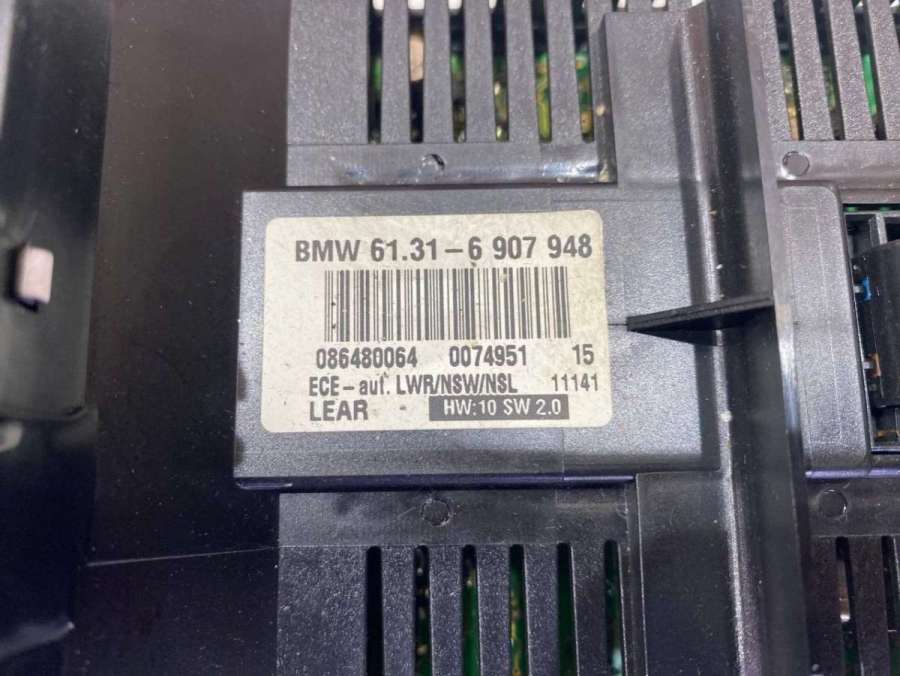 BMW 61.31-6 907 948
086480064 0074951 15
ECE-aut. LWR/NSW/NSL 11141
LEAR HW:10 SW 2.0